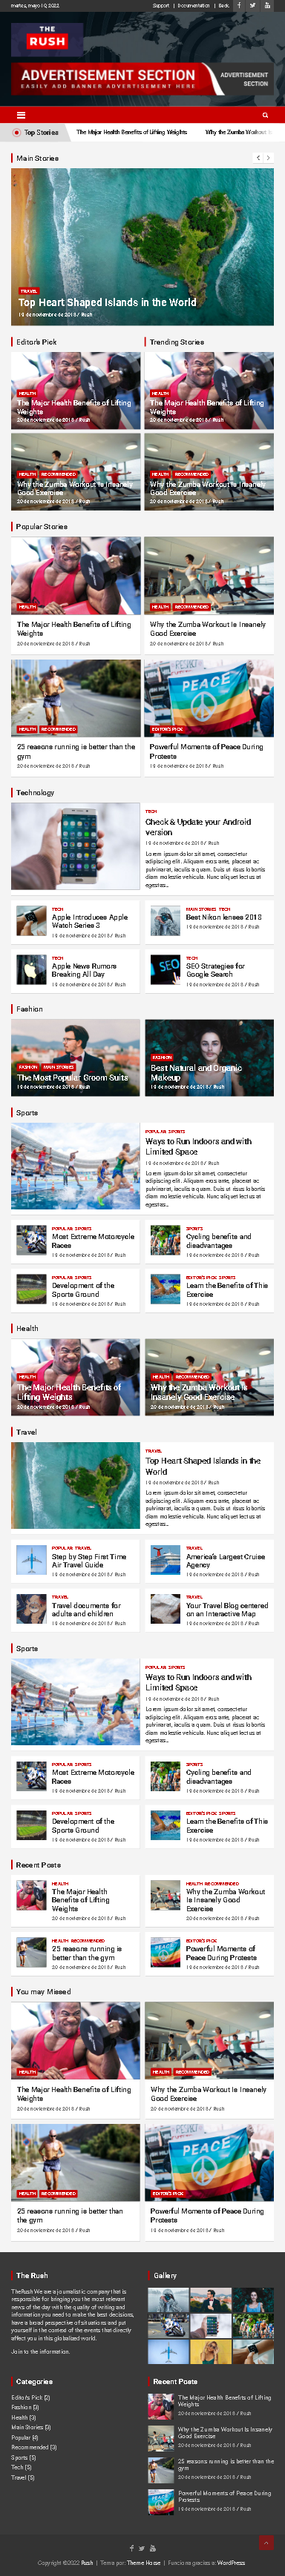 martes, mayo 10, 2022
Support | Documentation | Back
THE
RUSH
ADVERTISEMENT SECTION
EASILY ADD BANNER ADVERTISEMENT HERE
ADVERTISEMENT
SECTION
Top Stories
The Major Health Benefits of Lifting Weights
Why the Zumba Workout Is
Main Stories
TRAVEL
Top Heart Shaped Islands in the World
19 de noviembre de 2018 / Rush
Editor's Pick
HEALTH
The Major Health Benefits of Lifting
Weights
20 de noviembre de 2018 / Rush
HEALTH RECOMMENDED
Why the Zumba Workout Is Insanely
Good Exercise
20 de noviembre de 2018 / Rush
Trending Stories
HEALTH
The Major Health Benefits of Lifting
Weights
20 de noviembre de 2018 / Rush
HEALTH RECOMMENDED
Why the Zumba Workout Is Insanely
Good Exercise
20 de noviembre de 2018 / Rush
Popular Stories
HEALTH
The Major Health Benefits of Lifting
Weights
20 de noviembre de 2018 / Rush
HEALTH RECOMMENDED
Why the Zumba Workout Is Insanely
Good Exercise
20 de noviembre de 2018 / Rush
HEALTH RECOMMENDED
25 reasons running is better than the
gym
20 de noviembre de 2018 / Rush
PEACE
EDITOR'S PICK
Powerful Moments of Peace During
Protests
19 de noviembre de 2018 / Rush
Technology
TECH
Check & Update your Android
version
19 de noviembre de 2018 / Rush
Lorem ipsum dolor sit amet, consectetur
adipiscing elit. Aliquam eros massa, placerat ac
pulvinar at, iaculis a quam. Duis at risus lobortis
diam molestie vehicula. Nunc aliquet lectus at
egestas...
TECH
Apple Introduces Apple
Watch Series 3
19 de noviembre de 2018 / Rush
MAIN STORIES TECH
Best Nikon lenses 2018
19 de noviembre de 2018 / Rush
TECH
Apple News Rumors
Breaking All Day
19 de noviembre de 2018 / Rush
SEO
TECH
SEO Strategies for
Google Search
19 de noviembre de 2018 / Rush
Fashion
FASHION MAIN STORIES
The Most Popular Groom Suits
19 de noviembre de 2018 / Rush
FASHION
Best Natural and Organic
Makeup
19 de noviembre de 2018 / Rush
Sports
POPULAR SPORTS
Ways to Run Indoors and with
Limited Space
19 de noviembre de 2018 / Rush
Lorem ipsum dolor sit amet, consectetur
adipiscing elit. Aliquam eros massa, placerat ac
pulvinar at, iaculis a quam. Duis at risus lobortis
diam molestie vehicula. Nunc aliquet lectus at
egestas...
POPULAR SPORTS
Most Extreme Motorcycle
Races
19 de noviembre de 2018 / Rush
SPORTS
Cycling benefits and
disadvantages
19 de noviembre de 2018 / Rush
POPULAR SPORTS
Development of the
Sports Ground
19 de noviembre de 2018 / Rush
EDITOR'S PICK SPORTS
Learn the Benefits of This
Exercise
19 de noviembre de 2018 / Rush
Health
HEALTH
The Major Health Benefits of
Lifting Weights
20 de noviembre de 2018 / Rush
HEALTH RECOMMENDED
Why the Zumba Workout Is
Insanely Good Exercise
20 de noviembre de 2018 / Rush
Travel
TRAVEL
Top Heart Shaped Islands in the
World
19 de noviembre de 2018 / Rush
Lorem ipsum dolor sit amet, consectetur
adipiscing elit. Aliquam eros massa, placerat ac
pulvinar at, iaculis a quam. Duis at risus lobortis
diam molestie vehicula. Nunc aliquet lectus at
egestas...
POPULAR TRAVEL
Step by Step First Time
Air Travel Guide
19 de noviembre de 2018 / Rush
TRAVEL
America's Largest Cruise
Agency
19 de noviembre de 2018 / Rush
TRAVEL
Travel documents for
adults and children
19 de noviembre de 2018 / Rush
TRAVEL
Your Travel Blog centered
on an Interactive Map
19 de noviembre de 2018 / Rush
Sports
POPULAR SPORTS
Ways to Run Indoors and with
Limited Space
19 de noviembre de 2018 / Rush
Lorem ipsum dolor sit amet, consectetur
adipiscing elit. Aliquam eros massa, placerat ac
pulvinar at, iaculis a quam. Duis at risus lobortis
diam molestie vehicula. Nunc aliquet lectus at
egestas...
POPULAR SPORTS
Most Extreme Motorcycle
Races
19 de noviembre de 2018 / Rush
SPORTS
Cycling benefits and
disadvantages
19 de noviembre de 2018 / Rush
POPULAR SPORTS
Development of the
Sports Ground
19 de noviembre de 2018 / Rush
EDITOR'S PICK SPORTS
Learn the Benefits of This
Exercise
19 de noviembre de 2018 / Rush
Recent Posts
HEALTH
The Major Health
Benefits of Lifting
Weights
20 de noviembre de 2018 / Rush
HEALTH RECOMMENDED
Why the Zumba Workout
Is Insanely Good
Exercise
20 de noviembre de 2018 / Rush
HEALTH RECOMMENDED
25 reasons running is
better than the gym
20 de noviembre de 2018 / Rush
EDITOR'S PICK
Powerful Moments of
Peace During Protests
19 de noviembre de 2018 / Rush
You may Missed
HEALTH
The Major Health Benefits of Lifting
Weights
20 de noviembre de 2018 / Rush
HEALTH RECOMMENDED
Why the Zumba Workout Is Insanely
Good Exercise
20 de noviembre de 2018 / Rush
HEALTH RECOMMENDED
25 reasons running is better than
the gym
20 de noviembre de 2018 / Rush
PEACE
EDITOR'S PICK
Powerful Moments of Peace During
Protests
19 de noviembre de 2018 / Rush
The Rush
TheRush We are a journalistic company that is
responsible for bringing you the most relevant
news of the day with the quality of writing and
information you need to make the best decisions,
have a broad perspective of situations and put
yourself in the context of the events that directly
affect you in this globalized world.
Join to the information.
Gallery
Categories
Editor's Pick (2)
Fashion (3)
Health (3)
Main Stories (3)
Popular (4)
Recommended (3)
Sports (5)
Tech (5)
Travel (5)
Recent Posts
The Major Health Benefits of Lifting
Weights
20 de noviembre de 2018 / Rush
Why the Zumba Workout Is Insanely
Good Exercise
20 de noviembre de 2018 / Rush
25 reasons running is better than the
gym
20 de noviembre de 2018 / Rush
Powerful Moments of Peace During
Protests
19 de noviembre de 2018 / Rush
Copyright ©2022 Rush | Tema por: Theme Horse | Funciona gracias a: WordPress